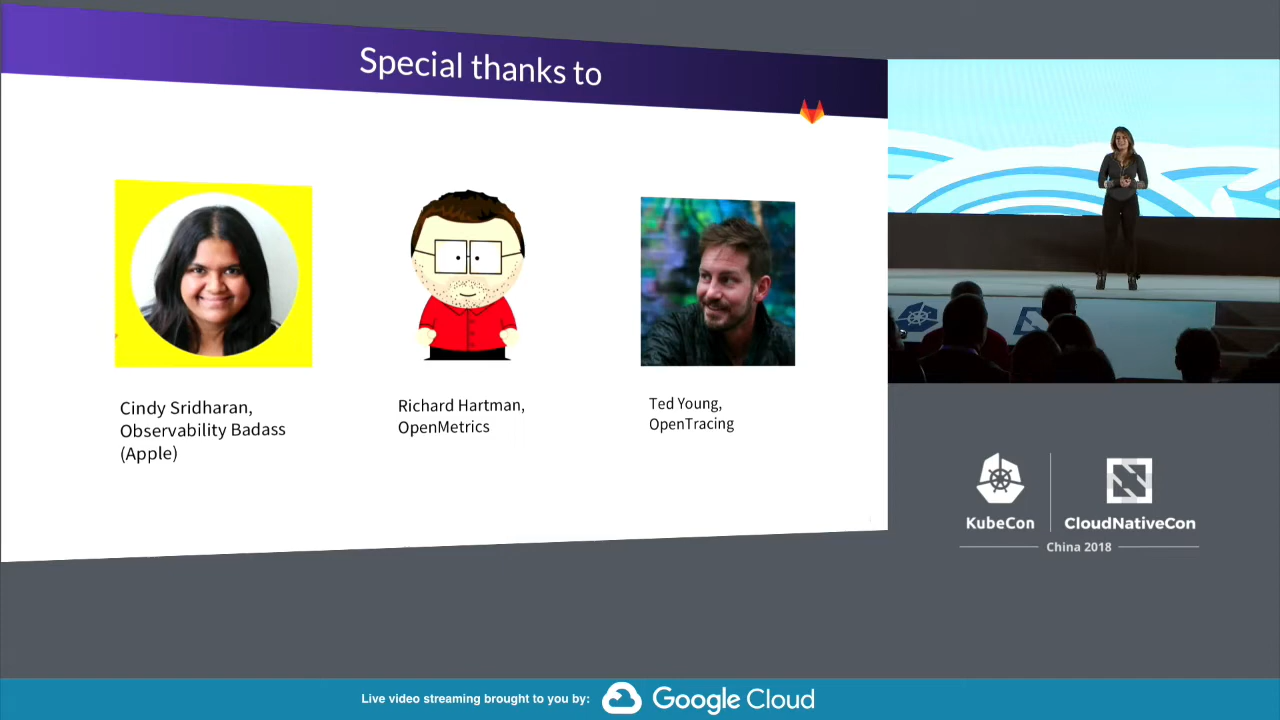 Special thanks to
Cindy Sridharan,
Observability Badass
(Apple)
Richard Hartman,
OpenMetrics
Ted Young,
OpenTracing
KubeCon
CloudNativeCon
China 2018
Live video streaming brought to you by:
Google Cloud